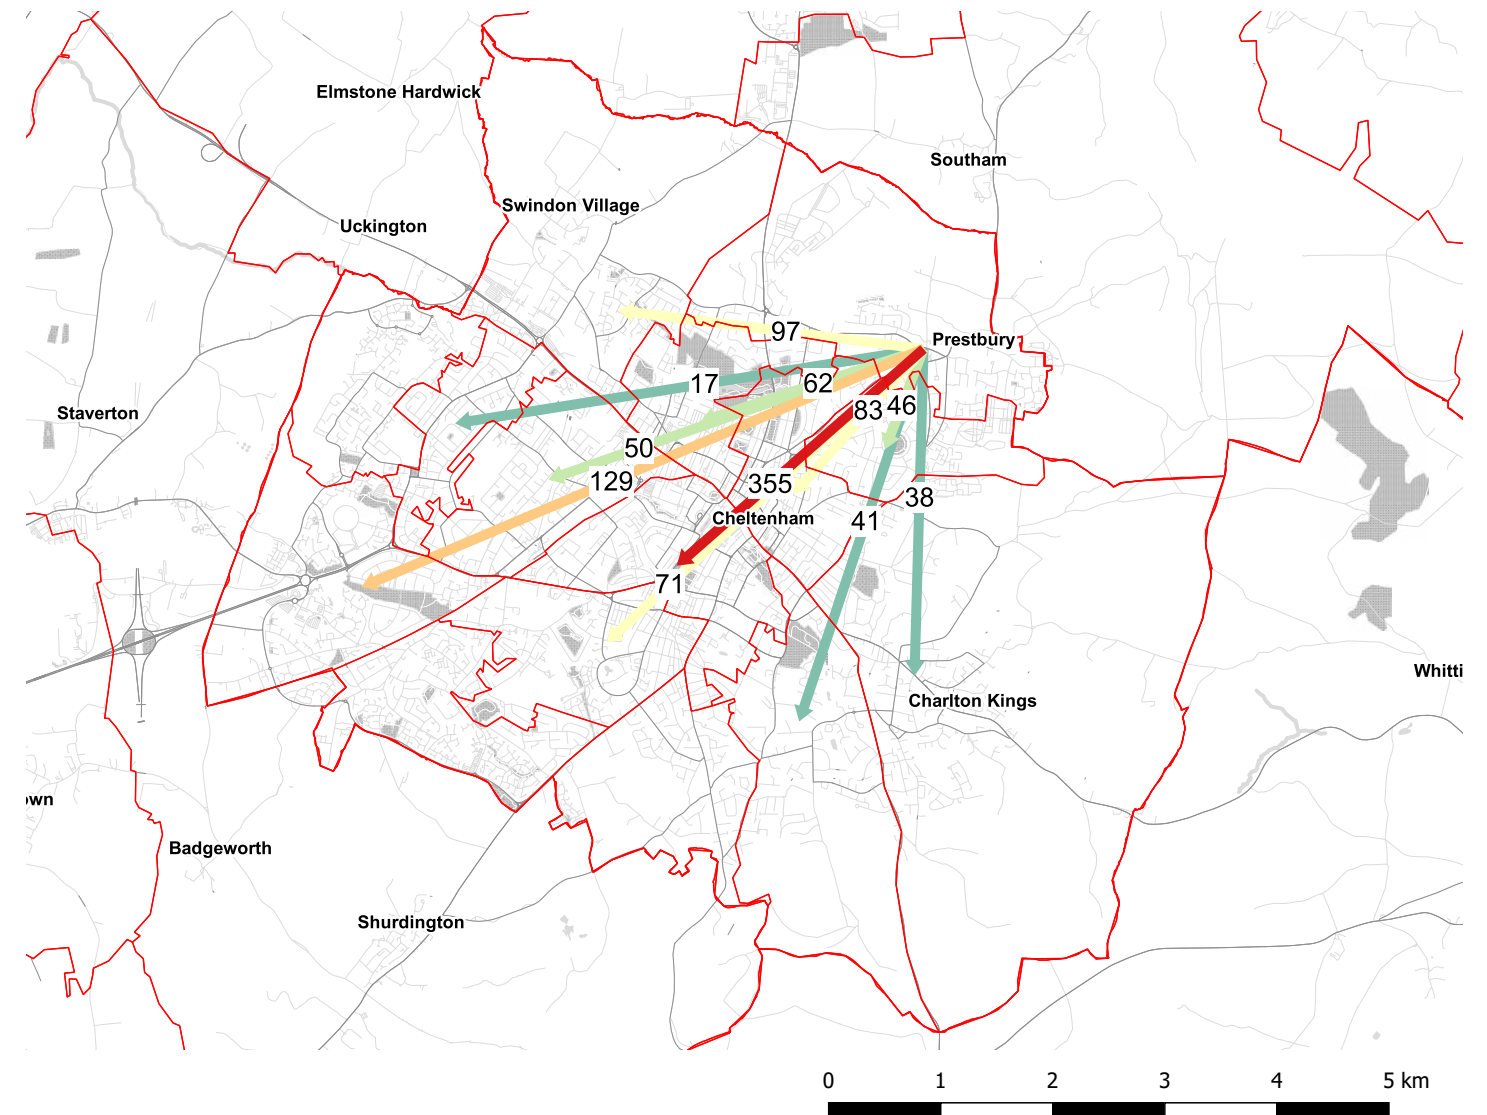 Elmstone Hardwick
Southam
Swindon Village
Uckington
97
Prestbury
17
62
Staverton
83
46
50
129
355
38
Cheltenham
41
71
Whitti
Charlton Kings
own
Badgeworth
Shurdington
0 1 2 3 4 5 km